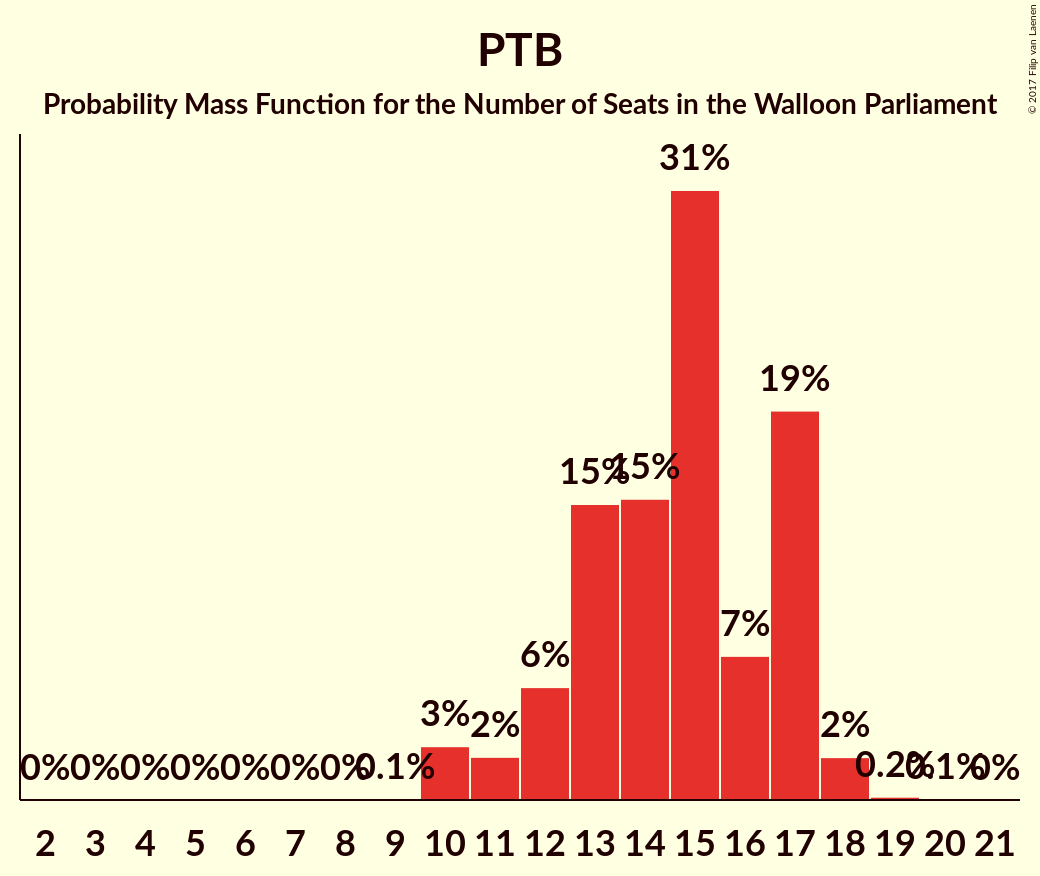 PTB
Probability Mass Function for the Number of Seats in the Walloon Parliament
© 2017 Filip van Laenen
31%
19%
15% 15%
7%
6%
3% 2% 2%
0% 0% 0% 0% 0% 0% 0% 0.1% 0.2% 0.1% 0%
2 3 4 5 6 7 8 9 10 11 12 13 14 15 16 17 18 19 20 21